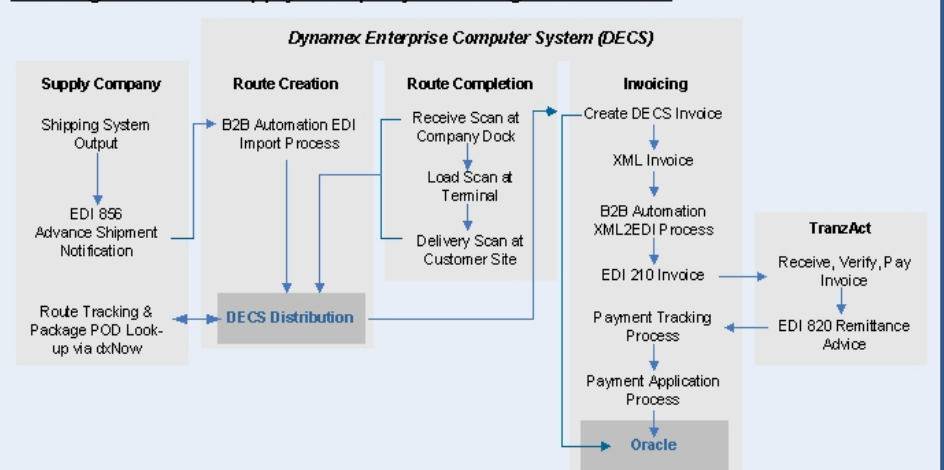 Dynamex Enterprise Computer System (DECS)
Supply Company
Shipping System
Output
EDI 856
Advance Shipment
Notification
Route Tracking &
Package POD Look-
up via dxNow
Route Creation
B2B Automation EDI
Import Process
DECS Distribution
Route Completion
Receive Scan at
Company Dock
Load Scan at
Terminal
Delivery Scan at
Customer Site
Invoicing
Create DECS Invoice
XML Invoice
B2B Automation
XML2EDI Process
EDI 210 Invoice
Payment Tracking
Process
Payment Application
Process
Oracle
TranzAct
Receive, Verify, Pay
Invoice
EDI 820 Remittance
Advice